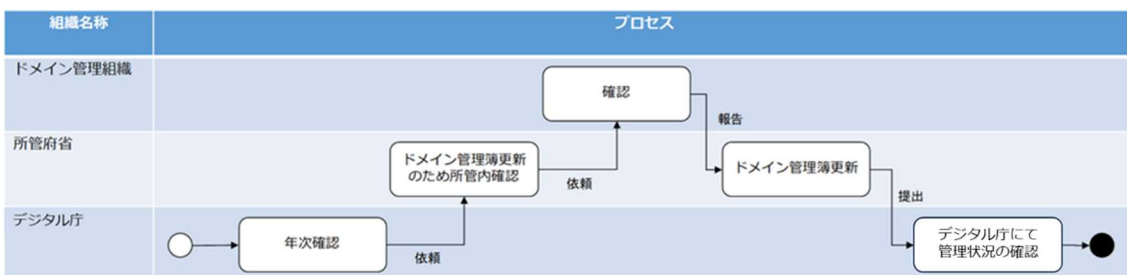 組織名称
プロセス
ドメイン管理組織
確認
報告
所管府省
ドメイン管理簿更新
のため所管内確認
依頼
ドメイン管理簿更新
提出
デジタル庁
年次確認
依頼
デジタル庁にて
管理状況の確認